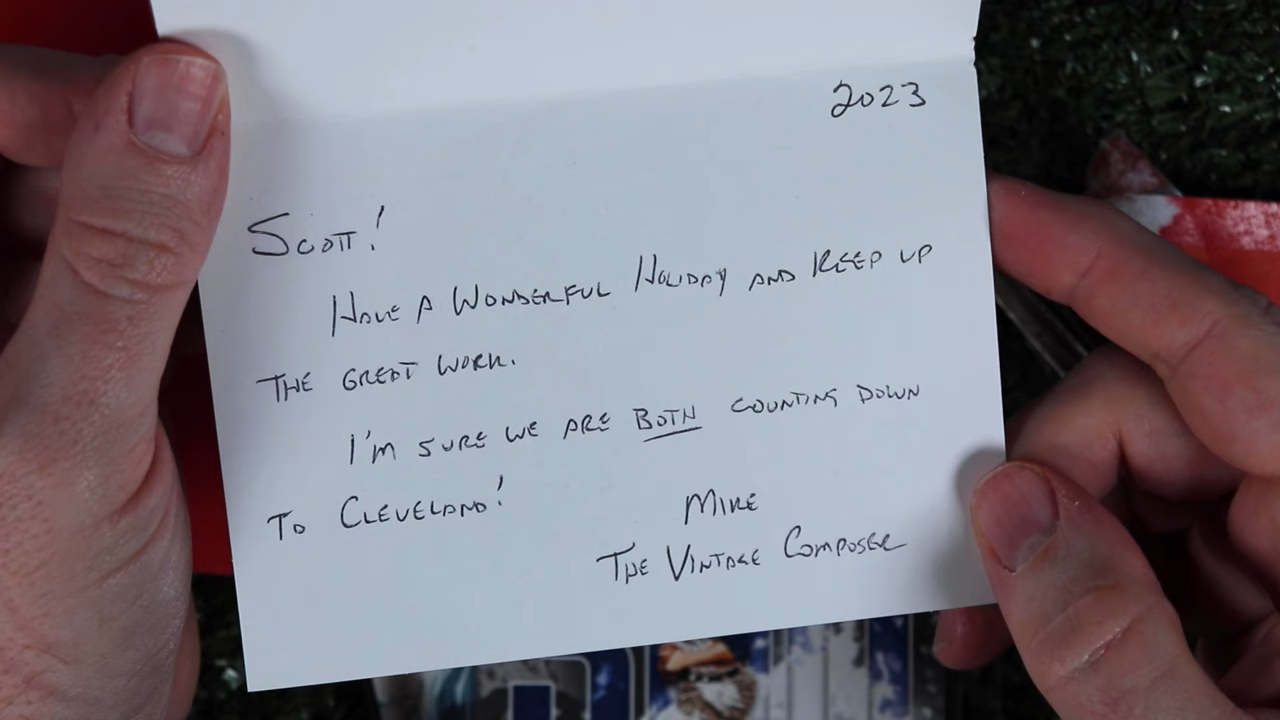 2023
Scott!
Have a Wonderful Holiday and keep up
the great work.
I'm sure we are both counting down
to Cleveland!
Mike
The Vintage Composer